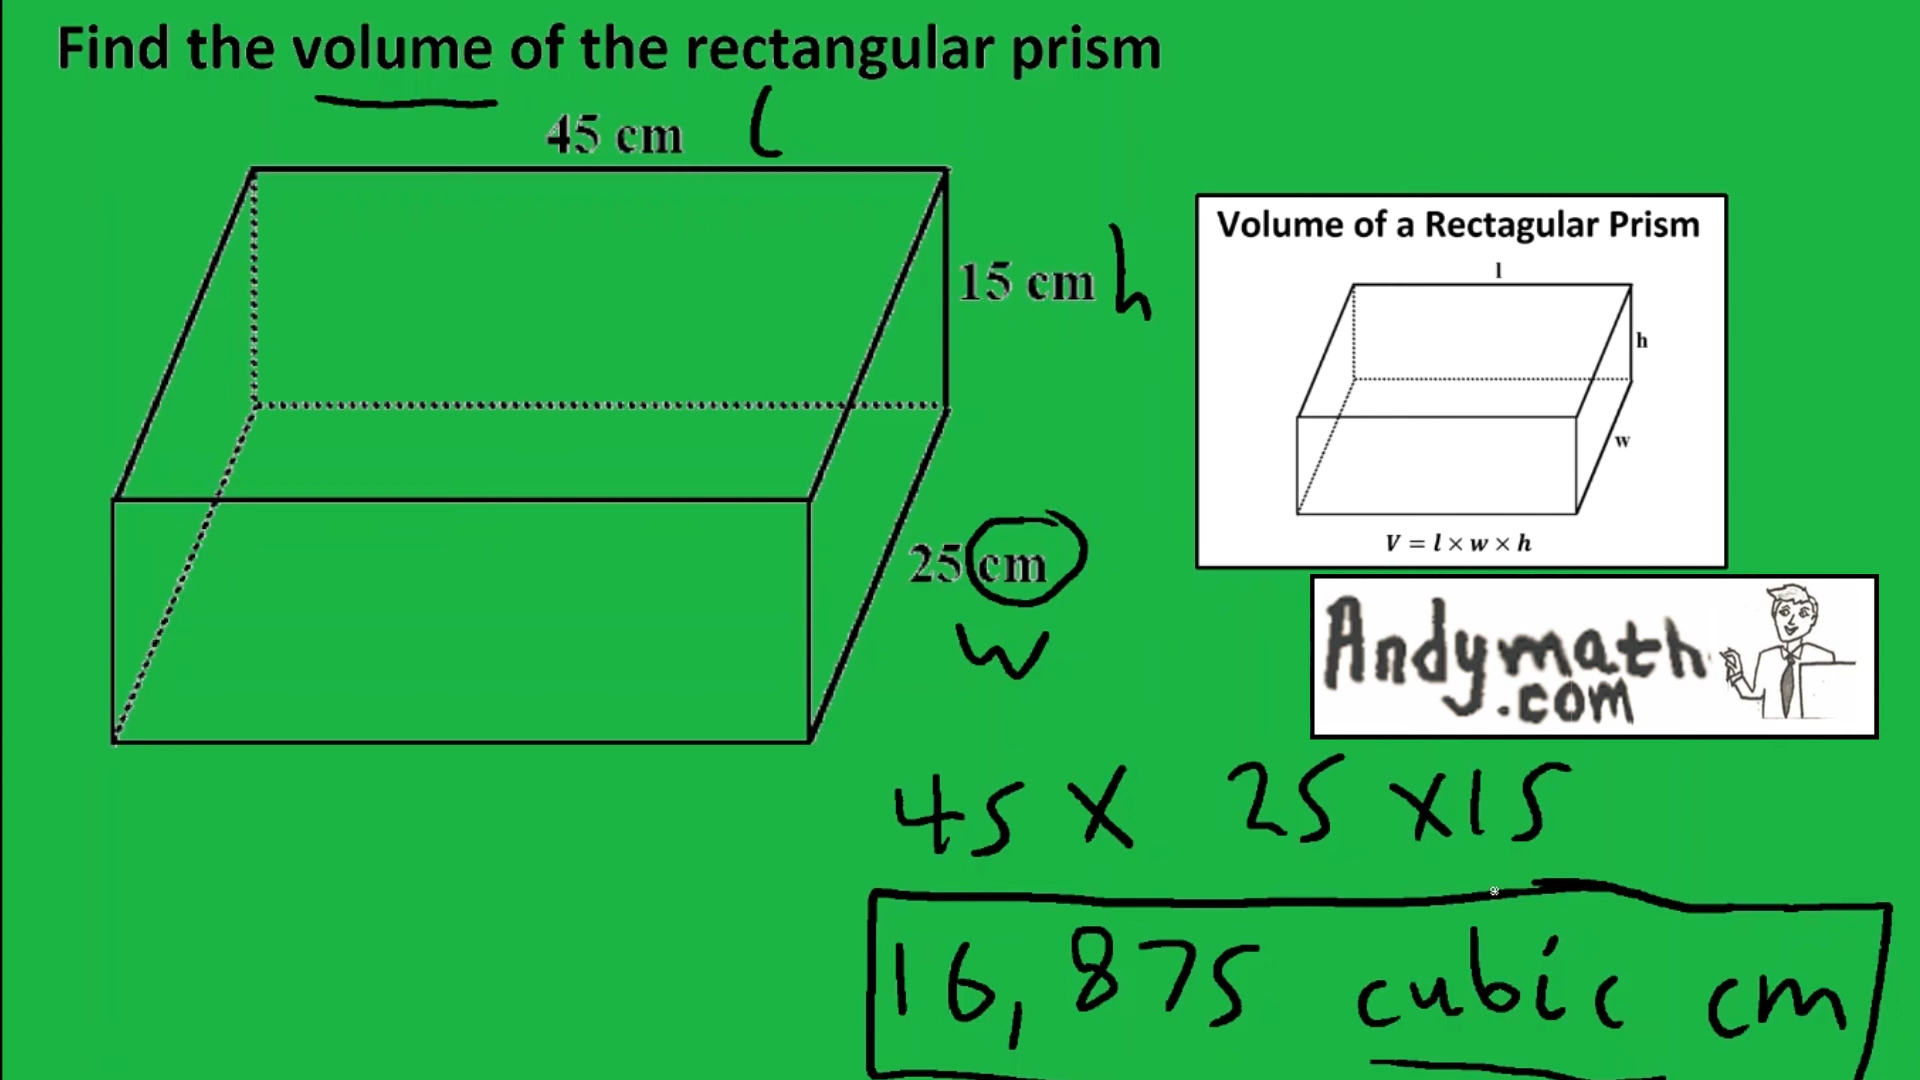 Find the volume of the rectangular prism
45 cm l
15 cm h
25 cm
w
Volume of a Rectagular Prism
l
h
w
V = l × w × h
Andymath
.com
45 X 25 X15
16,875 cubic cm